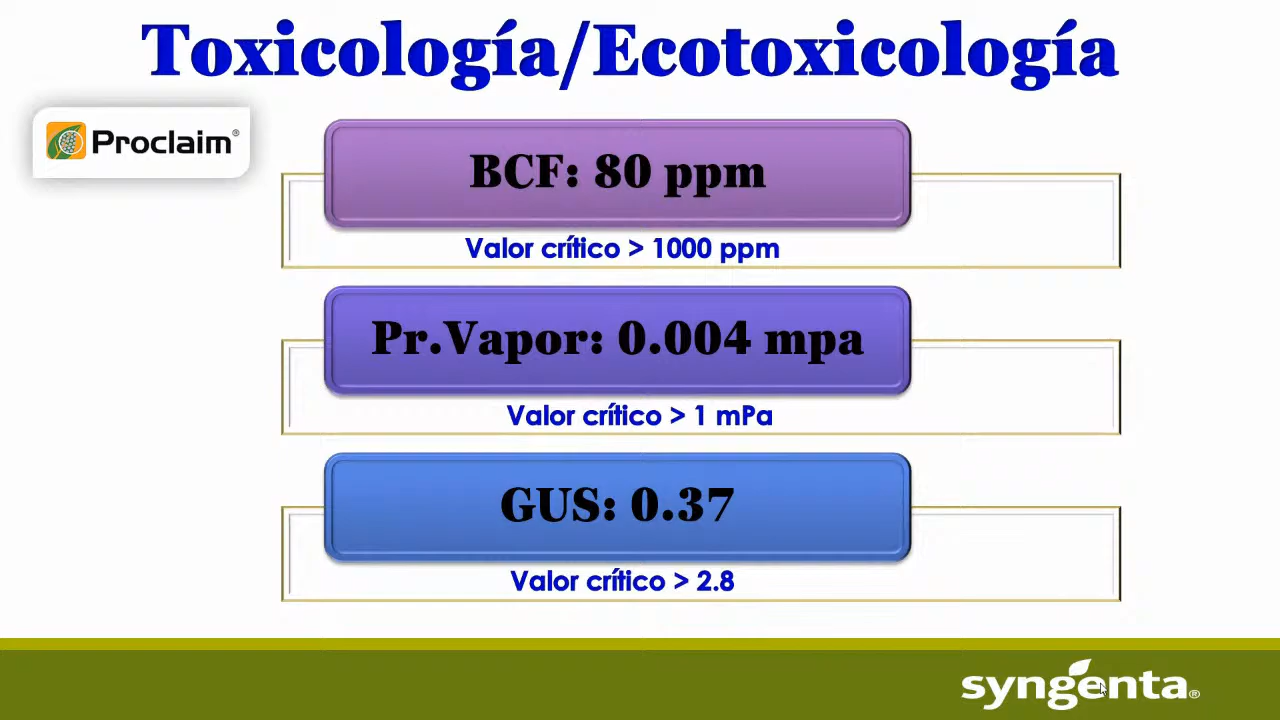 Toxicología/Ecotoxicología
Proclaim®
BCF: 80 ppm
Valor crítico > 1000 ppm
Pr.Vapor: 0.004 mpa
Valor crítico > 1 mPa
GUS: 0.37
Valor crítico > 2.8
syngenta®